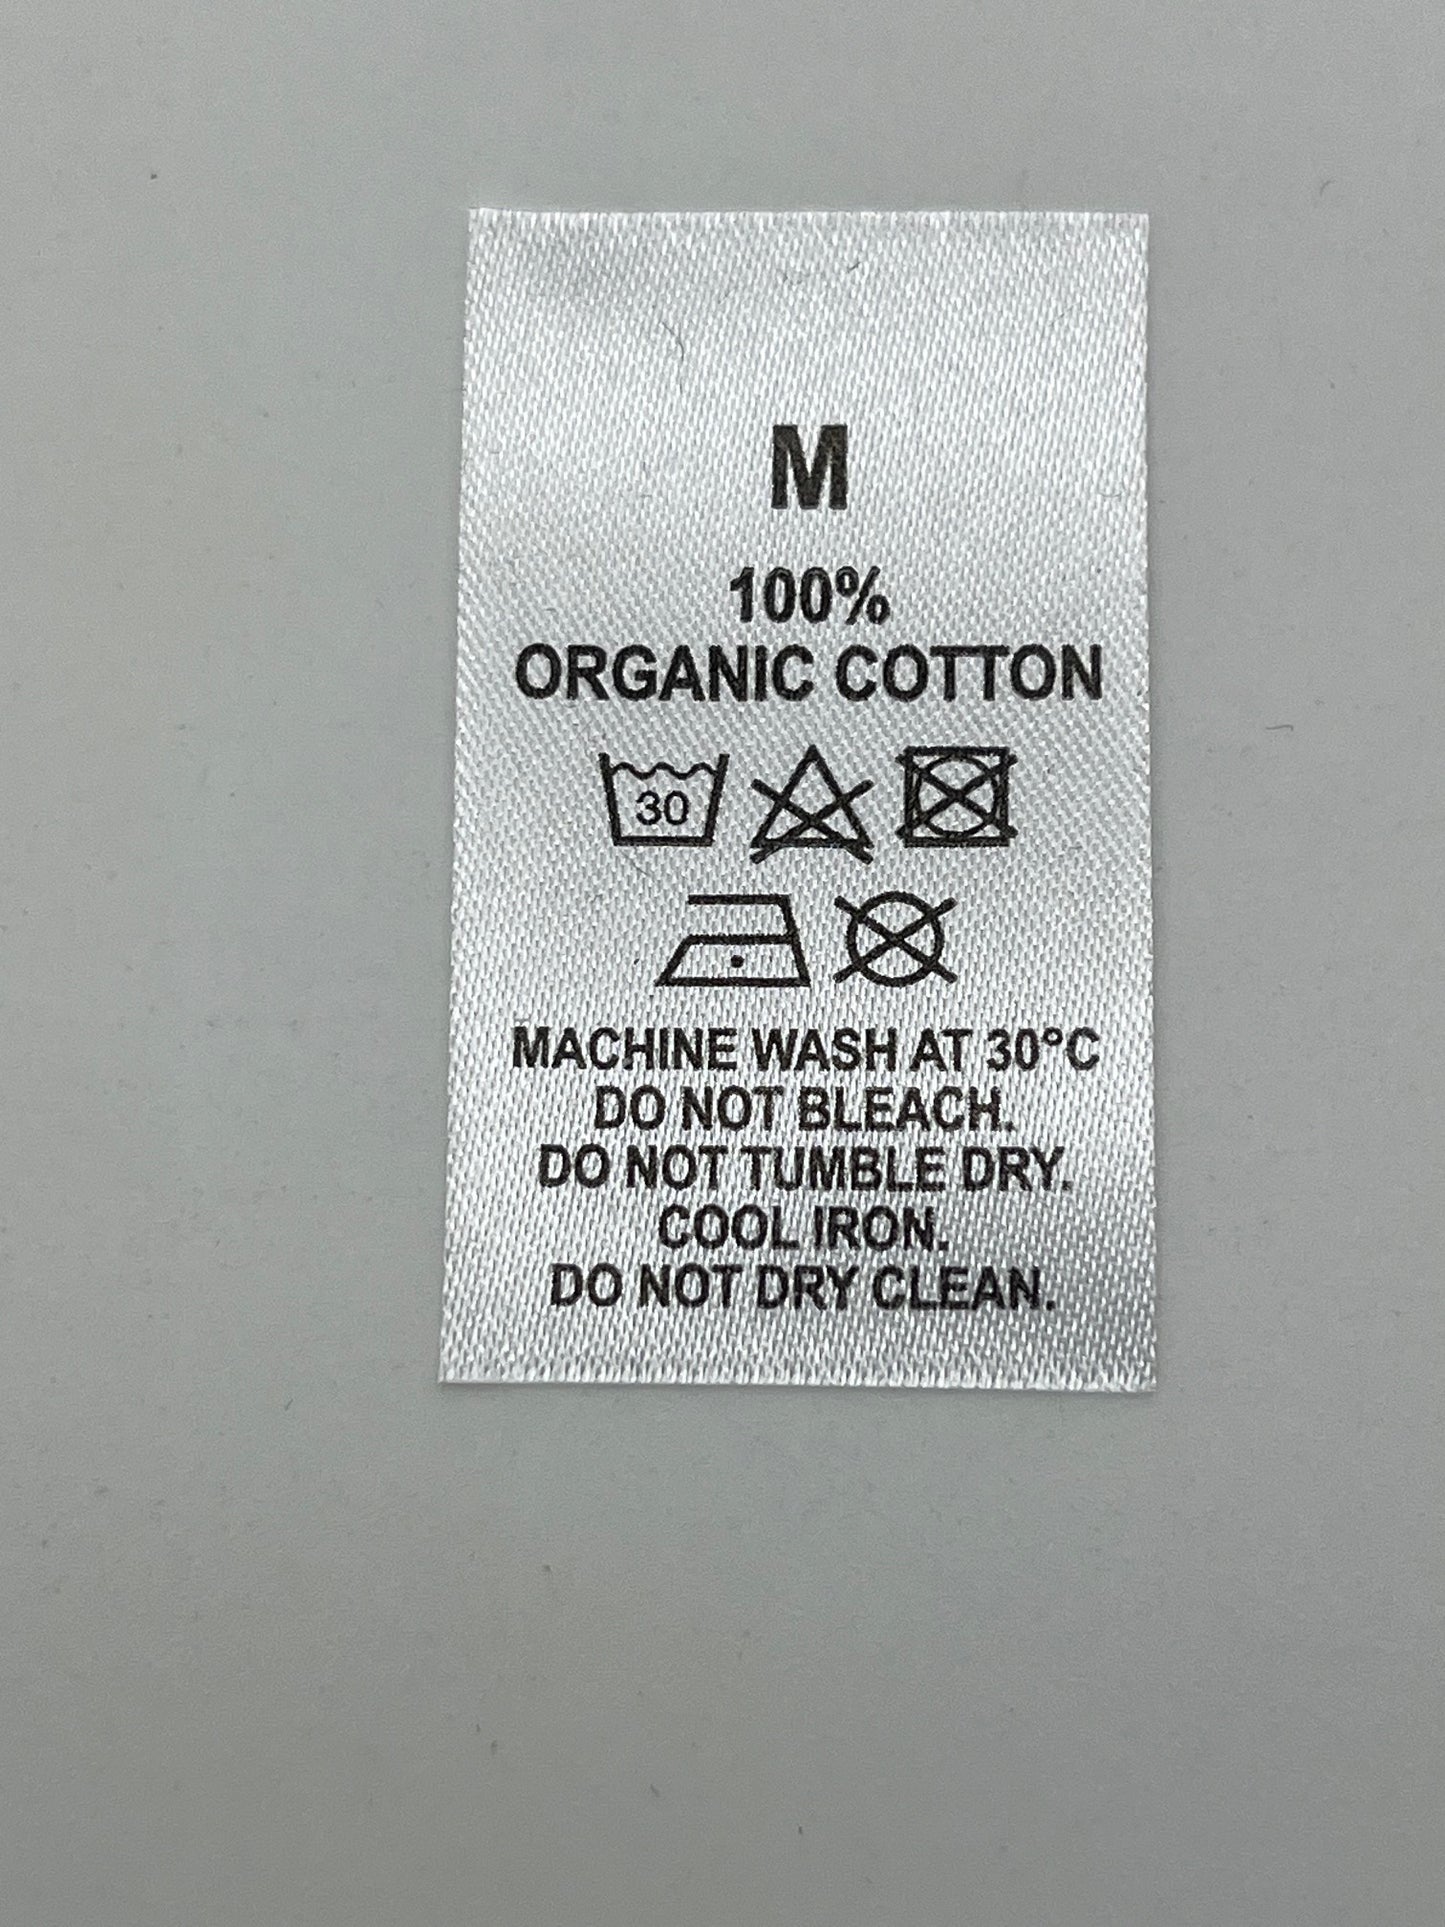 M
100%
ORGANIC COTTON
30
MACHINE WASH AT 30°C
DO NOT BLEACH.
DO NOT TUMBLE DRY.
COOL IRON.
DO NOT DRY CLEAN.